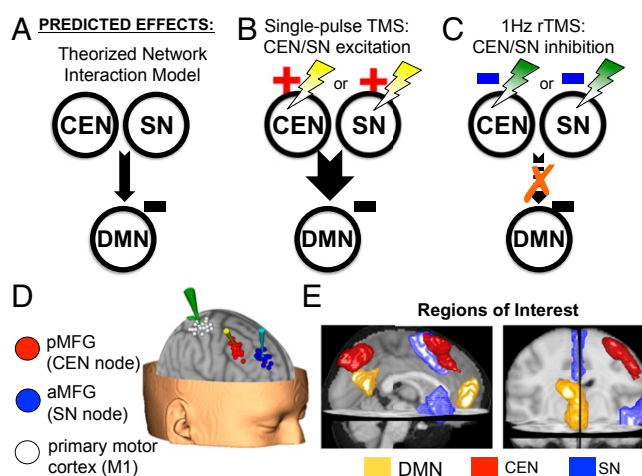 A PREDICTED EFFECTS:
Theorized Network
Interaction Model
CEN SN
DMN
B Single-pulse TMS:
CEN/SN excitation
or
CEN SN
DMN
C 1Hz rTMS:
CEN/SN inhibition
or
CEN SN
X
DMN
D
pMFG
(CEN node)
aMFG
(SN node)
primary motor
cortex (M1)
E Regions of Interest
DMN CEN SN